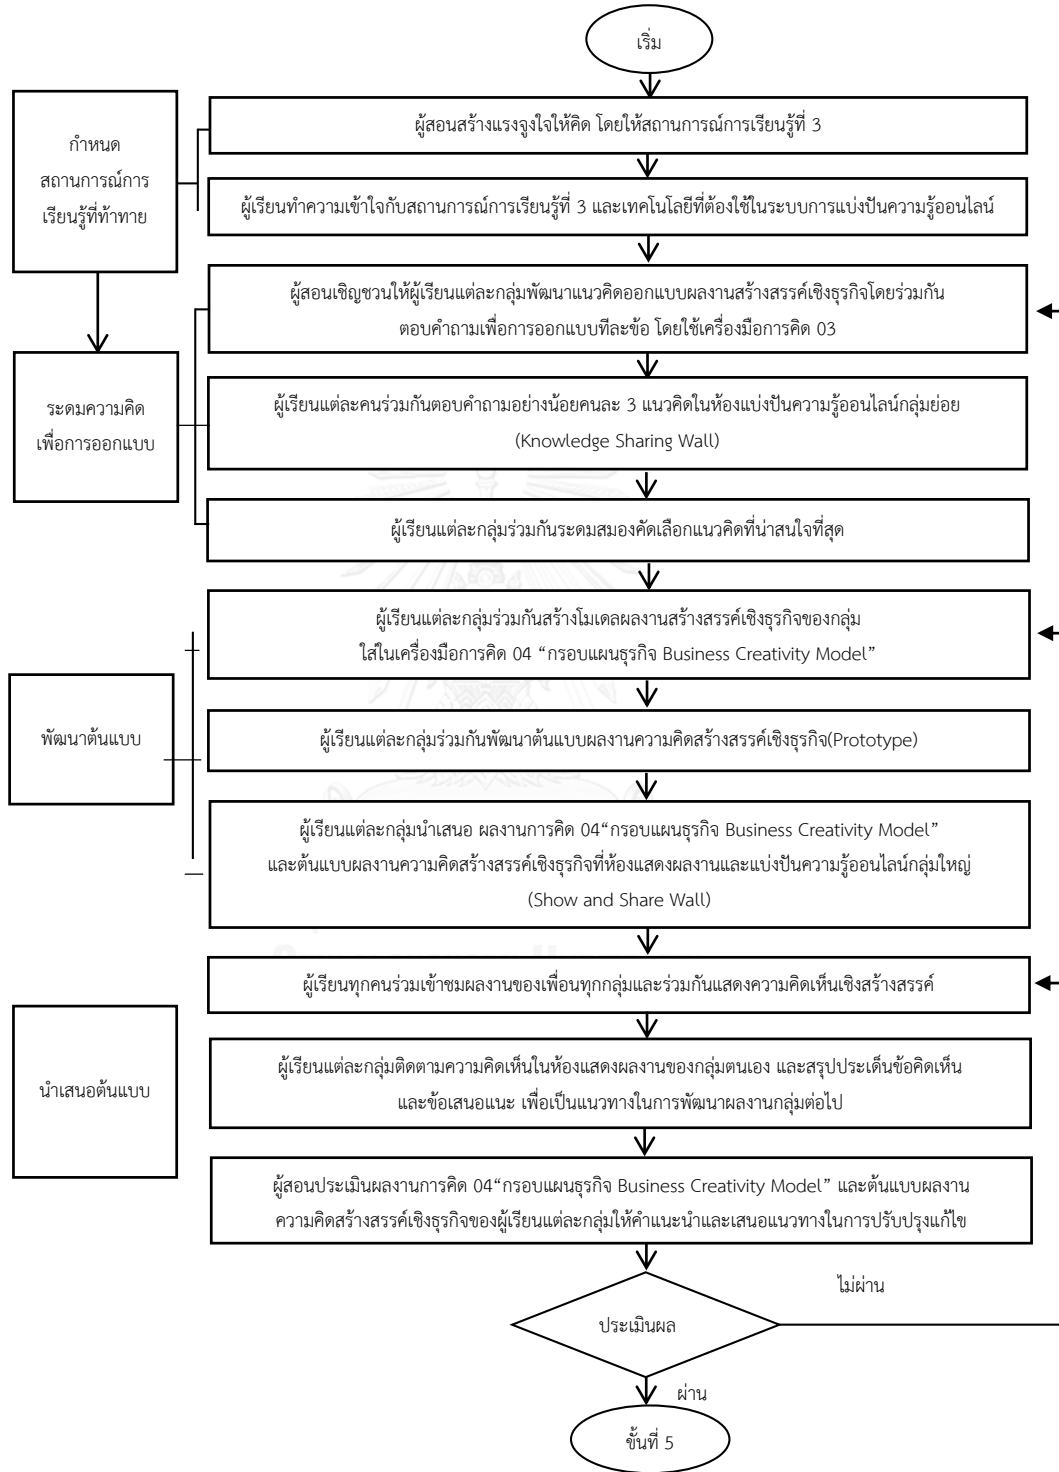 เริ่ม
กำหนด
สถานการณ์การ
เรียนรู้ที่ท้าทาย
ผู้สอนสร้างแรงจูงใจให้คิด โดยให้สถานการณ์การเรียนรู้ที่ 3
ผู้เรียนทำความเข้าใจกับสถานการณ์การเรียนรู้ที่ 3 และเทคโนโลยีที่ต้องใช้ในระบบการแบ่งปันความรู้ออนไลน์
ระดมความคิด
เพื่อการออกแบบ
ผู้สอนเชิญชวนให้ผู้เรียนแต่ละกลุ่มพัฒนาแนวคิดออกแบบผลงานสร้างสรรค์เชิงธุรกิจโดยร่วมกัน
ตอบคำถามเพื่อการออกแบบทีละข้อ โดยใช้เครื่องมือการคิด 03
ผู้เรียนแต่ละคนร่วมกันตอบคำถามอย่างน้อยคนละ 3 แนวคิดในห้องแบ่งปันความรู้ออนไลน์กลุ่มย่อย
(Knowledge Sharing Wall)
ผู้เรียนแต่ละกลุ่มร่วมกันระดมสมองคัดเลือกแนวคิดที่น่าสนใจที่สุด
พัฒนาต้นแบบ
ผู้เรียนแต่ละกลุ่มร่วมกันสร้างโมเดลผลงานสร้างสรรค์เชิงธุรกิจของกลุ่ม
ใส่ในเครื่องมือการคิด 04 “กรอบแผนธุรกิจ Business Creativity Model”
ผู้เรียนแต่ละกลุ่มร่วมกันพัฒนาต้นแบบผลงานความคิดสร้างสรรค์เชิงธุรกิจ(Prototype)
ผู้เรียนแต่ละกลุ่มนำเสนอ ผลงานการคิด 04“กรอบแผนธุรกิจ Business Creativity Model”
และต้นแบบผลงานความคิดสร้างสรรค์เชิงธุรกิจที่ห้องแสดงผลงานและแบ่งปันความรู้ออนไลน์กลุ่มใหญ่
(Show and Share Wall)
นำเสนอต้นแบบ
ผู้เรียนทุกคนร่วมเข้าชมผลงานของเพื่อนทุกกลุ่มและร่วมกันแสดงความคิดเห็นเชิงสร้างสรรค์
ผู้เรียนแต่ละกลุ่มติดตามความคิดเห็นในห้องแสดงผลงานของกลุ่มตนเอง และสรุปประเด็นข้อคิดเห็น
และข้อเสนอแนะ เพื่อเป็นแนวทางในการพัฒนาผลงานกลุ่มต่อไป
ผู้สอนประเมินผลงานการคิด 04“กรอบแผนธุรกิจ Business Creativity Model” และต้นแบบผลงาน
ความคิดสร้างสรรค์เชิงธุรกิจของผู้เรียนแต่ละกลุ่มให้คำแนะนำและเสนอแนวทางในการปรับปรุงแก้ไข
ไม่ผ่าน
ประเมินผล
ผ่าน
ขั้นที่ 5